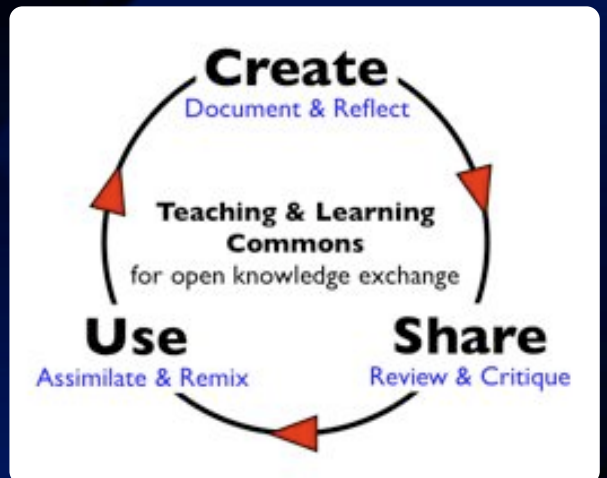 Create
Document & Reflect
Teaching & Learning
Commons
for open knowledge exchange
Use
Assimilate & Remix
Share
Review & Critique